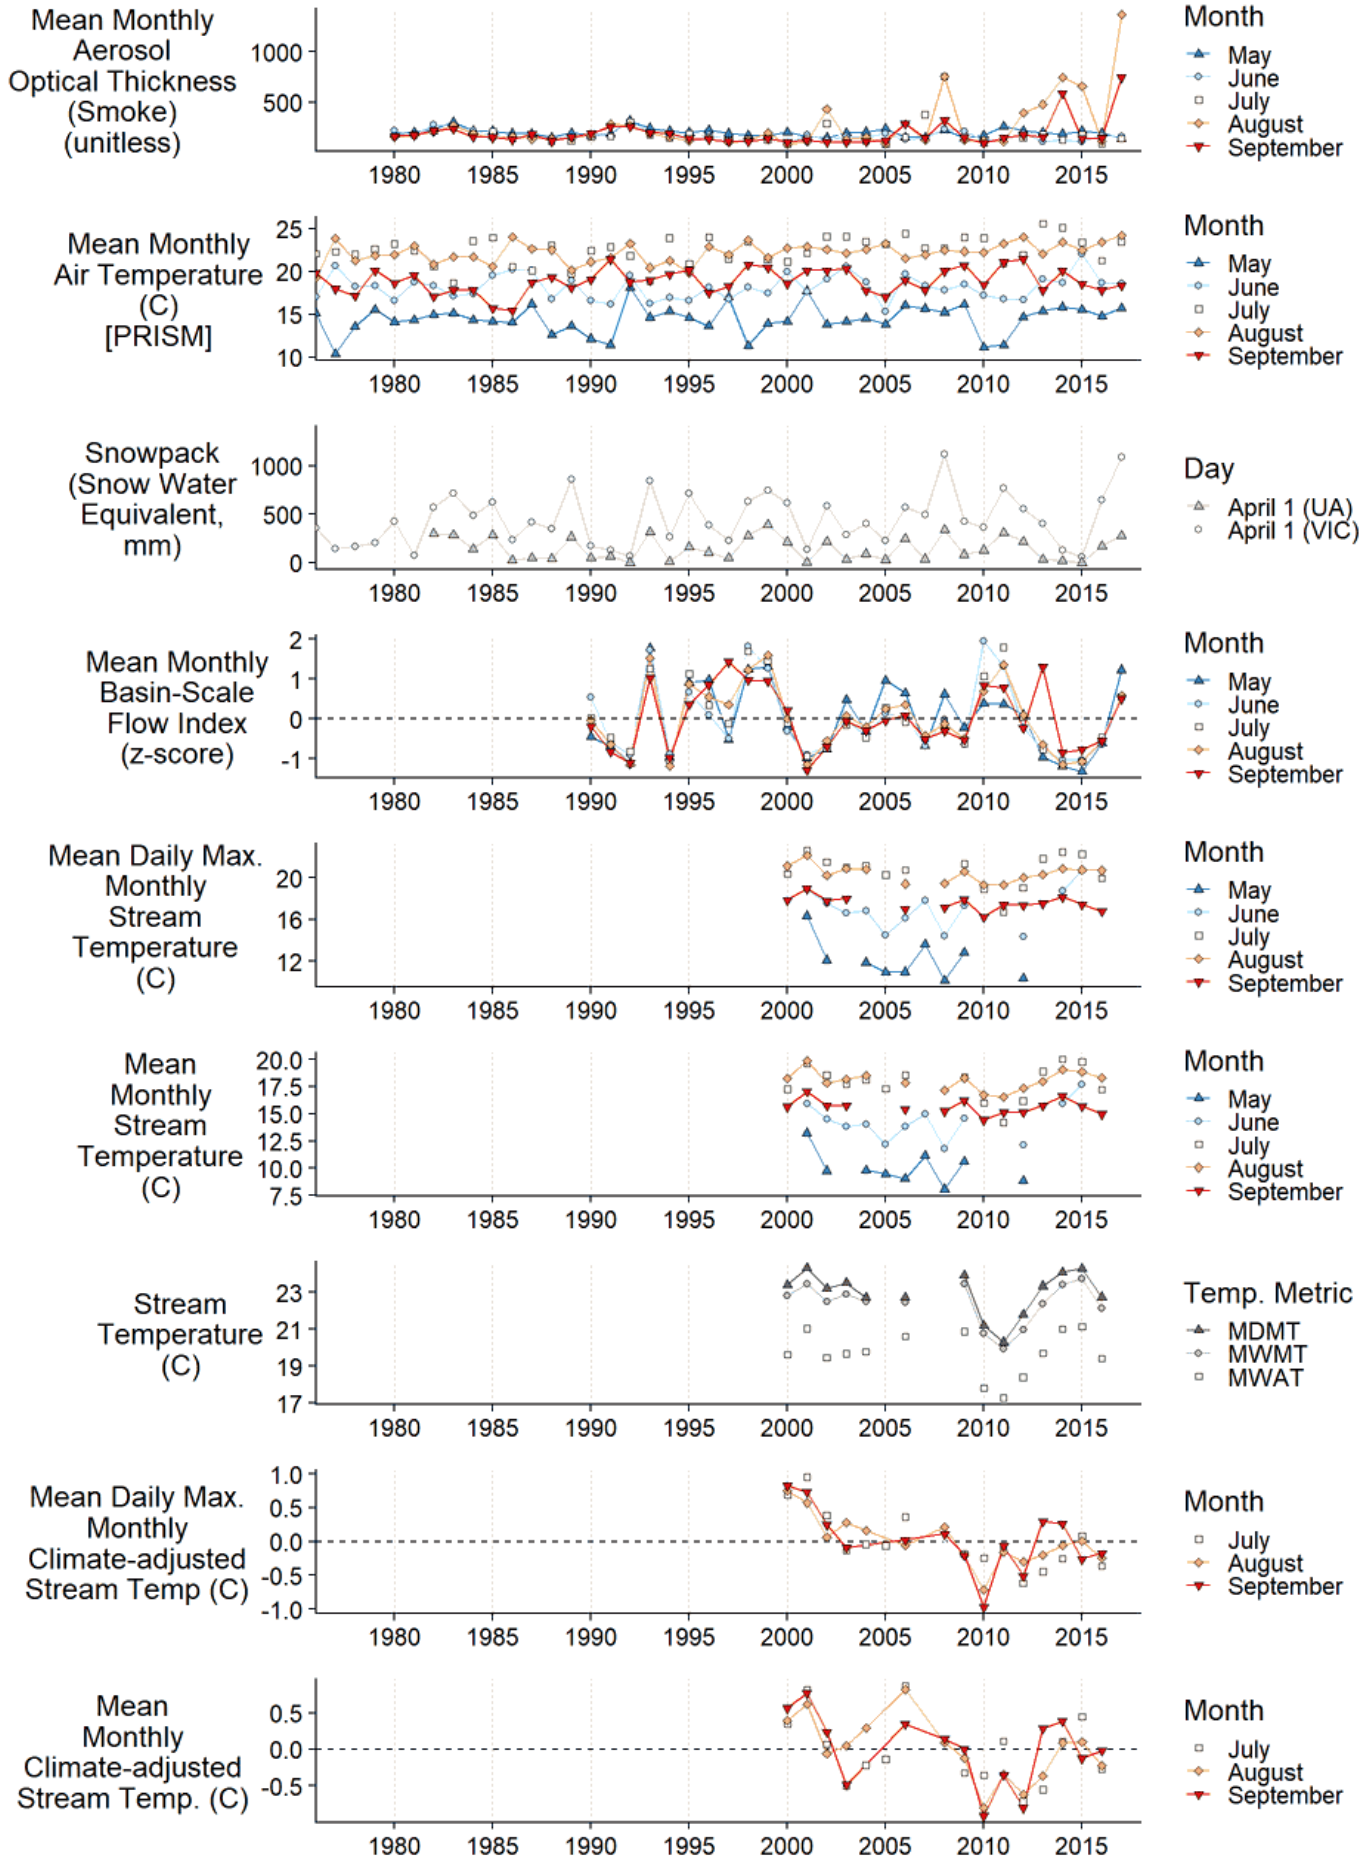 Mean Monthly
Aerosol
Optical Thickness
(Smoke)
(unitless)
1000
500
1980 1985 1990 1995 2000 2005 2010 2015
Month
May
June
July
August
September
Mean Monthly
Air Temperature
(C)
[PRISM]
25
20
15
10
1980 1985 1990 1995 2000 2005 2010 2015
Month
May
June
July
August
September
Snowpack
(Snow Water
Equivalent,
mm)
1000
500
0
1980 1985 1990 1995 2000 2005 2010 2015
Day
April 1 (UA)
April 1 (VIC)
Mean Monthly
Basin-Scale
Flow Index
(z-score)
2
1
0
-1
1980 1985 1990 1995 2000 2005 2010 2015
Month
May
June
July
August
September
Mean Daily Max.
Monthly
Stream
Temperature
(C)
20
16
12
1980 1985 1990 1995 2000 2005 2010 2015
Month
May
June
July
August
September
Mean
Monthly
Stream
Temperature
(C)
20.0
17.5
15.0
12.5
10.0
7.5
1980 1985 1990 1995 2000 2005 2010 2015
Month
May
June
July
August
September
Stream
Temperature
(C)
23
21
19
17
1980 1985 1990 1995 2000 2005 2010 2015
Temp. Metric
MDMT
MWMT
MWAT
Mean Daily Max.
Monthly
Climate-adjusted
Stream Temp (C)
1.0
0.5
0.0
-0.5
-1.0
1980 1985 1990 1995 2000 2005 2010 2015
Month
July
August
September
Mean
Monthly
Climate-adjusted
Stream Temp. (C)
0.5
0.0
-0.5
1980 1985 1990 1995 2000 2005 2010 2015
Month
July
August
September